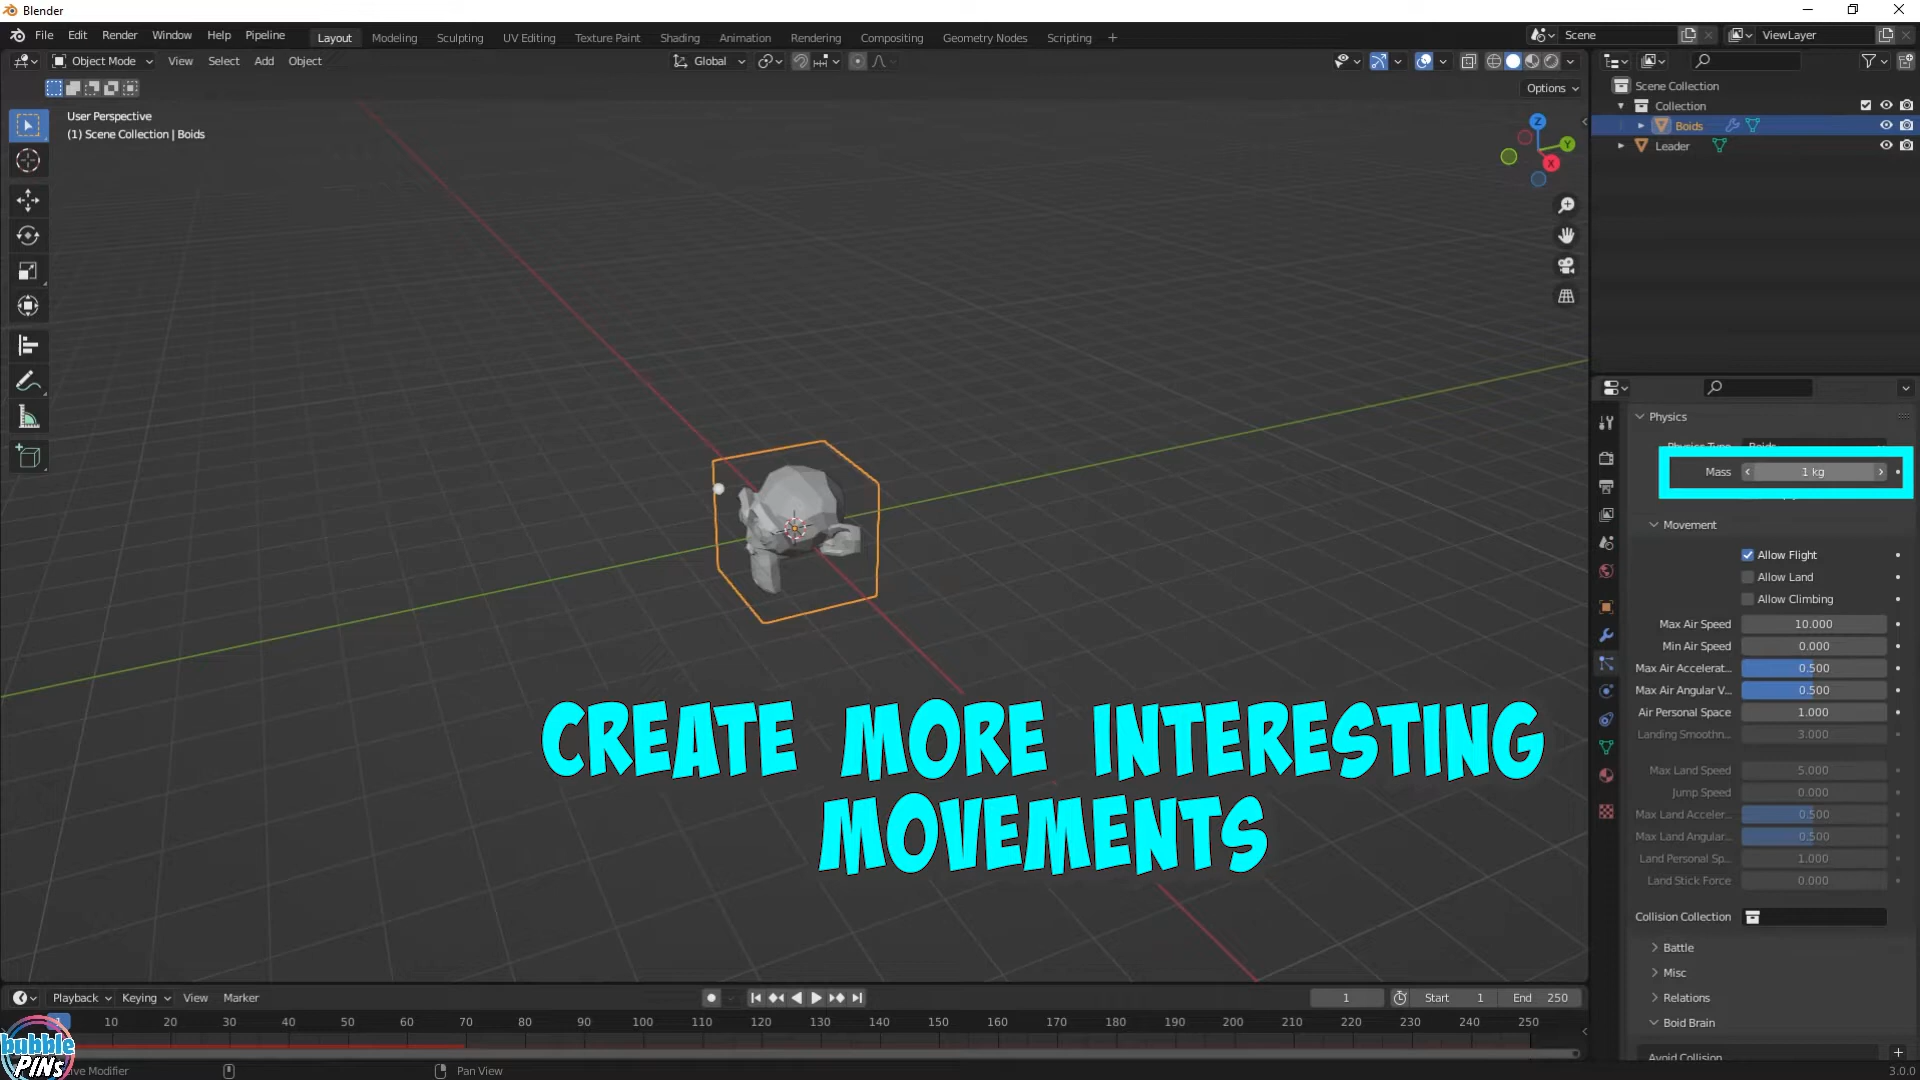 Blender
File Edit Render Window Help Pipeline Layout Modeling Sculpting UV Editing Texture Paint Shading Animation Rendering Compositing Geometry Nodes Scripting + Scene ViewLayer
Object Mode View Select Add Object Global
Options
User Perspective
(1) Scene Collection | Boids
Z
Y
X
Scene Collection
Collection
Boids
Leader
Physics
Physics Type Boids
Mass 1 kg
Movement
Allow Flight
Allow Land
Allow Climbing
Max Air Speed 10.000
Min Air Speed 0.000
Max Air Accelerat... 0.500
Max Air Angular V... 0.500
Air Personal Space 1.000
Landing Smoothn... 3.000
Max Land Speed 5.000
Jump Speed 0.000
Max Land Acceler... 0.500
Max Land Angular... 0.500
Land Personal Sp... 1.000
Land Stick Force 0.000
Collision Collection
Battle
Misc
Relations
Boid Brain
Avoid Collision
CREATE MORE INTERESTING
MOVEMENTS
Playback Keying View Marker 1 Start 1 End 250
1 10 20 30 40 50 60 70 80 90 100 110 120 130 140 150 160 170 180 190 200 210 220 230 240 250
bubble
PINs
Modifier Pan View 3.0.0